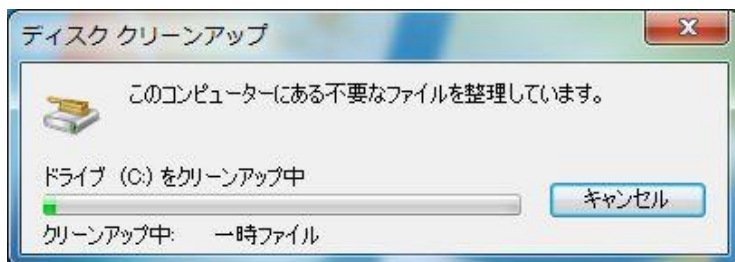 ディスク クリーンアップ
このコンピューターにある不要なファイルを整理しています。
ドライブ (C:) をクリーンアップ中
キャンセル
クリーンアップ中: 一時ファイル